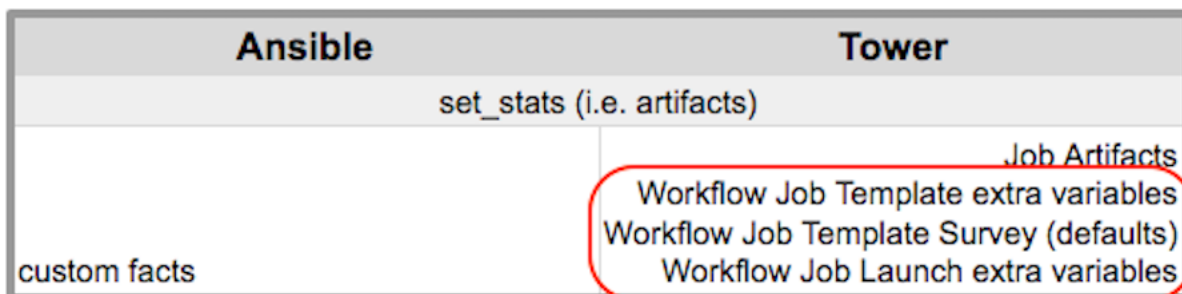 Ansible Tower
set_stats (i.e. artifacts)
Job Artifacts
Workflow Job Template extra variables
Workflow Job Template Survey (defaults)
custom facts Workflow Job Launch extra variables